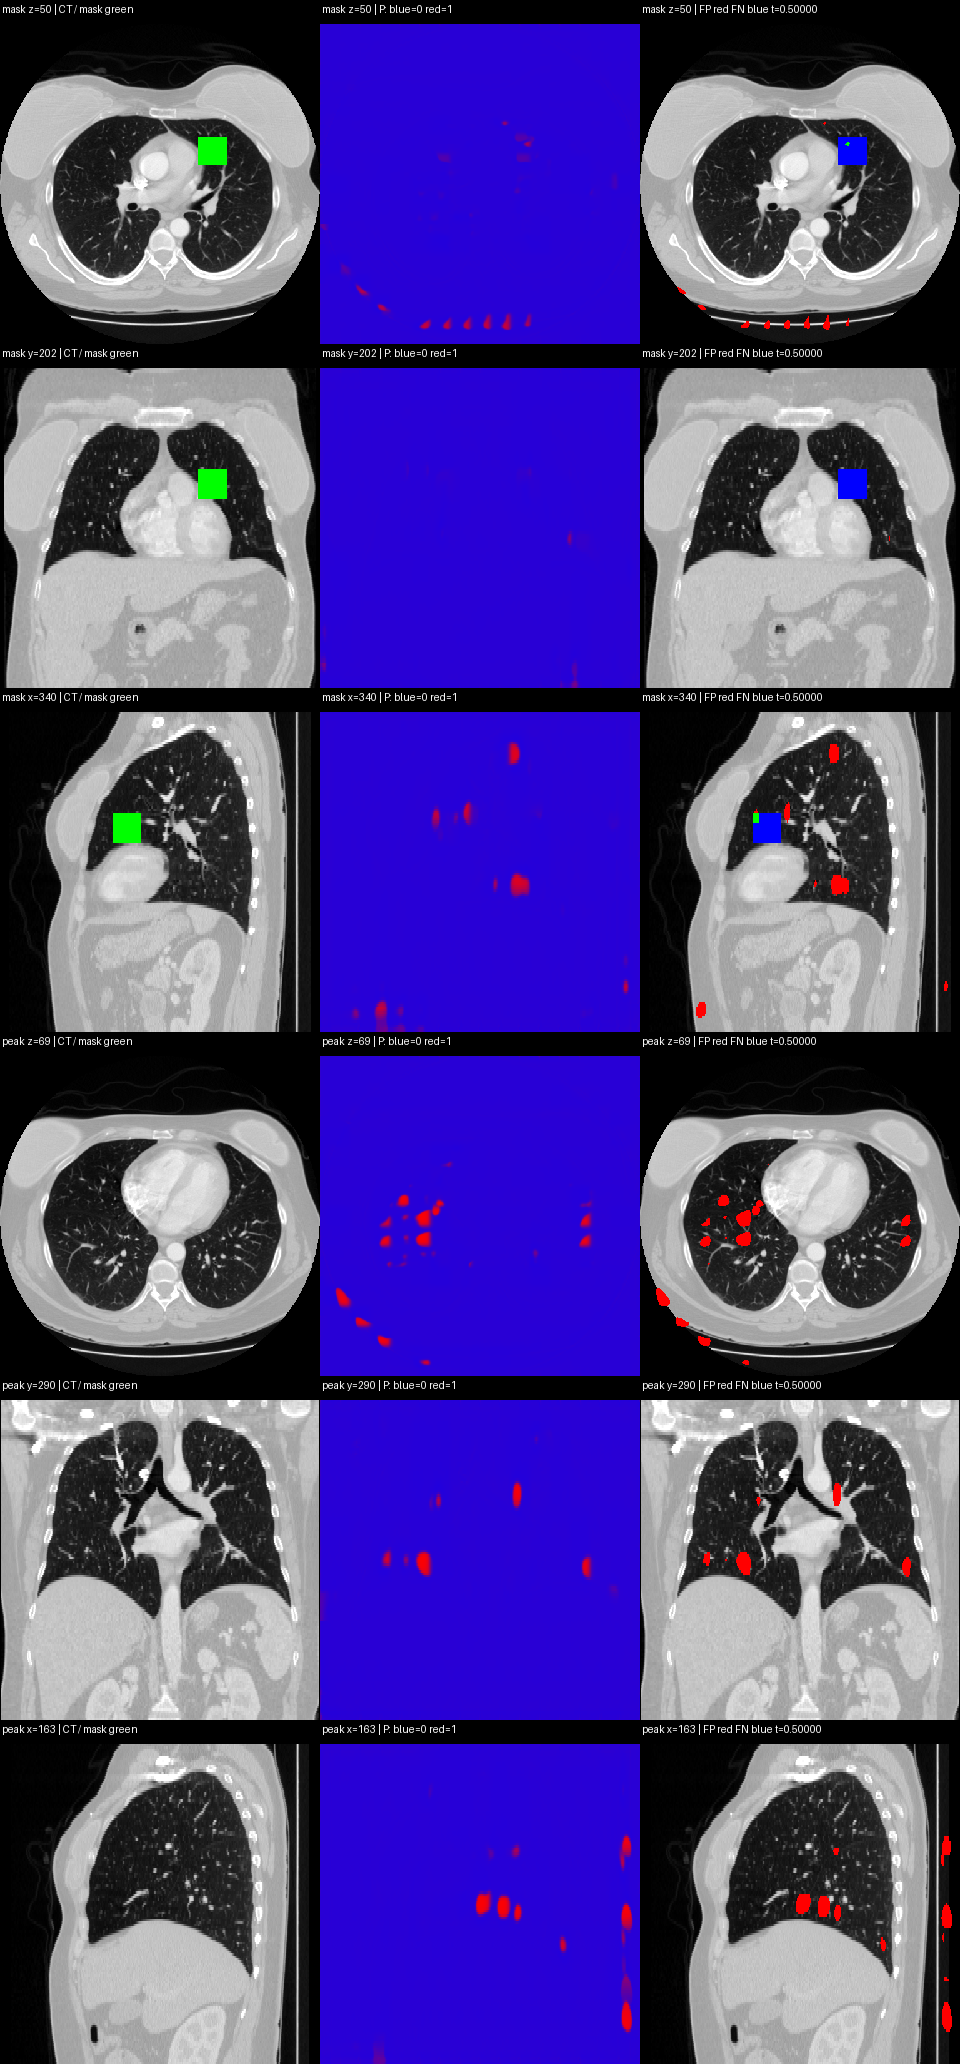 mask z=50 | CT / mask green
mask z=50 | P: blue=0 red=1
mask z=50 | FP red FN blue t=0.50000
mask y=202 | CT / mask green
mask y=202 | P: blue=0 red=1
mask y=202 | FP red FN blue t=0.50000
mask x=340 | CT / mask green
mask x=340 | P: blue=0 red=1
mask x=340 | FP red FN blue t=0.50000
peak z=69 | CT / mask green
peak z=69 | P: blue=0 red=1
peak z=69 | FP red FN blue t=0.50000
peak y=290 | CT / mask green
peak y=290 | P: blue=0 red=1
peak y=290 | FP red FN blue t=0.50000
peak x=163 | CT / mask green
peak x=163 | P: blue=0 red=1
peak x=163 | FP red FN blue t=0.50000